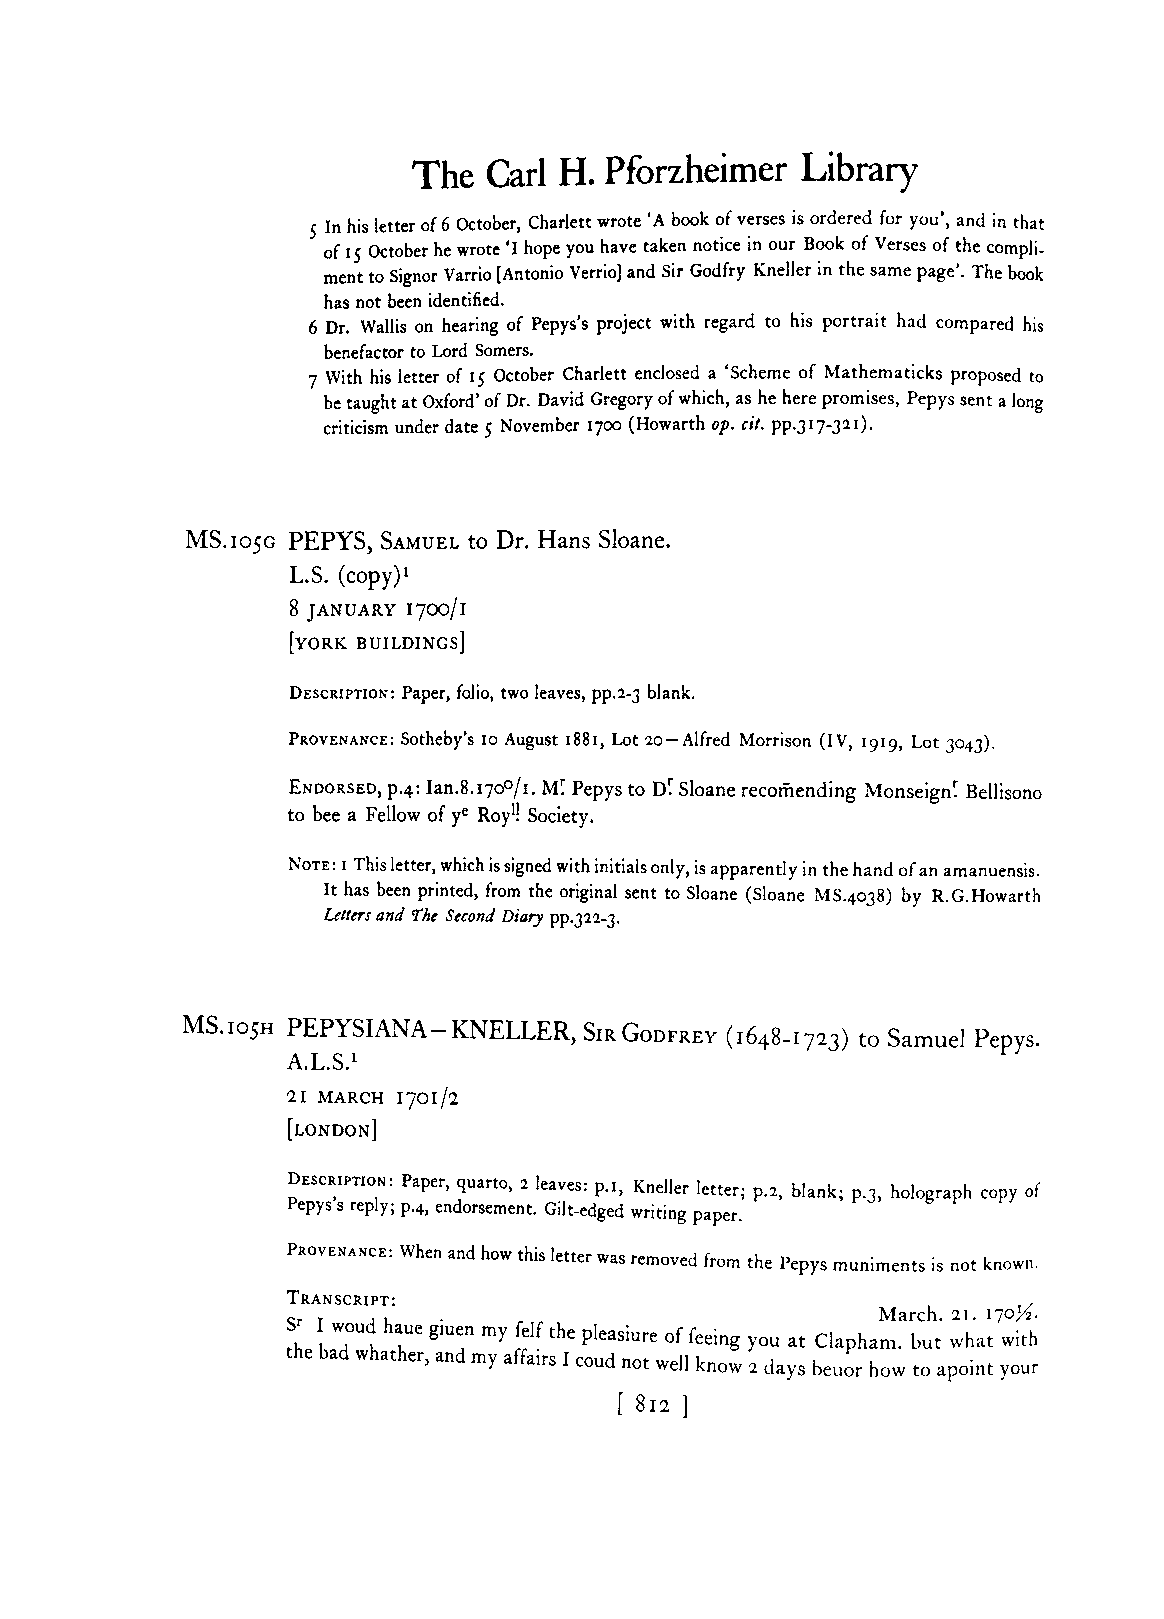 The Carl H. Pforzheimer Library
5 In his letter of 6 October, Charlett wrote ‘A book of verses is ordered for you’, and in that
of 15 October he wrote ‘I hope you have taken notice in our Book of Verses of the compli-
ment to Signor Varrio [Antonio Verrio] and Sir Godfry Kneller in the same page’. The book
has not been identified.
6 Dr. Wallis on hearing of Pepys’s project with regard to his portrait had compared his
benefactor to Lord Somers.
7 With his letter of 15 October Charlett enclosed a ‘Scheme of Mathematicks proposed to
be taught at Oxford’ of Dr. David Gregory of which, as he here promises, Pepys sent a long
criticism under date 5 November 1700 (Howarth op. cit. pp.317-321).
MS.105G PEPYS, SAMUEL to Dr. Hans Sloane.
L.S. (copy)¹
8 JANUARY 1700/1
[YORK BUILDINGS]
DESCRIPTION: Paper, folio, two leaves, pp.2-3 blank.
PROVENANCE: Sotheby’s 10 August 1881, Lot 20—Alfred Morrison (IV, 1919, Lot 3043).
ENDORSED, p.4: Ian.8.170⁰/1. Mʳ. Pepys to Dʳ. Sloane recom̄ending Monseignʳ. Bellisono
to bee a Fellow of yᵉ Royˡˡ. Society.
NOTE: 1 This letter, which is signed with initials only, is apparently in the hand of an amanuensis.
It has been printed, from the original sent to Sloane (Sloane MS.4038) by R.G.Howarth
Letters and The Second Diary pp.322-3.
MS.105H PEPYSIANA—KNELLER, SIR GODFREY (1648-1723) to Samuel Pepys.
A.L.S.¹
21 MARCH 1701/2
[LONDON]
DESCRIPTION: Paper, quarto, 2 leaves: p.1, Kneller letter; p.2, blank; p.3, holograph copy of
Pepys’s reply; p.4, endorsement. Gilt-edged writing paper.
PROVENANCE: When and how this letter was removed from the Pepys muniments is not known.
TRANSCRIPT:
March. 21. 170½.
Sʳ I woud haue giuen my ſelf the pleasiure of ſeeing you at Clapham. but what with
the bad whather, and my affairs I coud not well know 2 days beuor how to apoint your
[ 812 ]